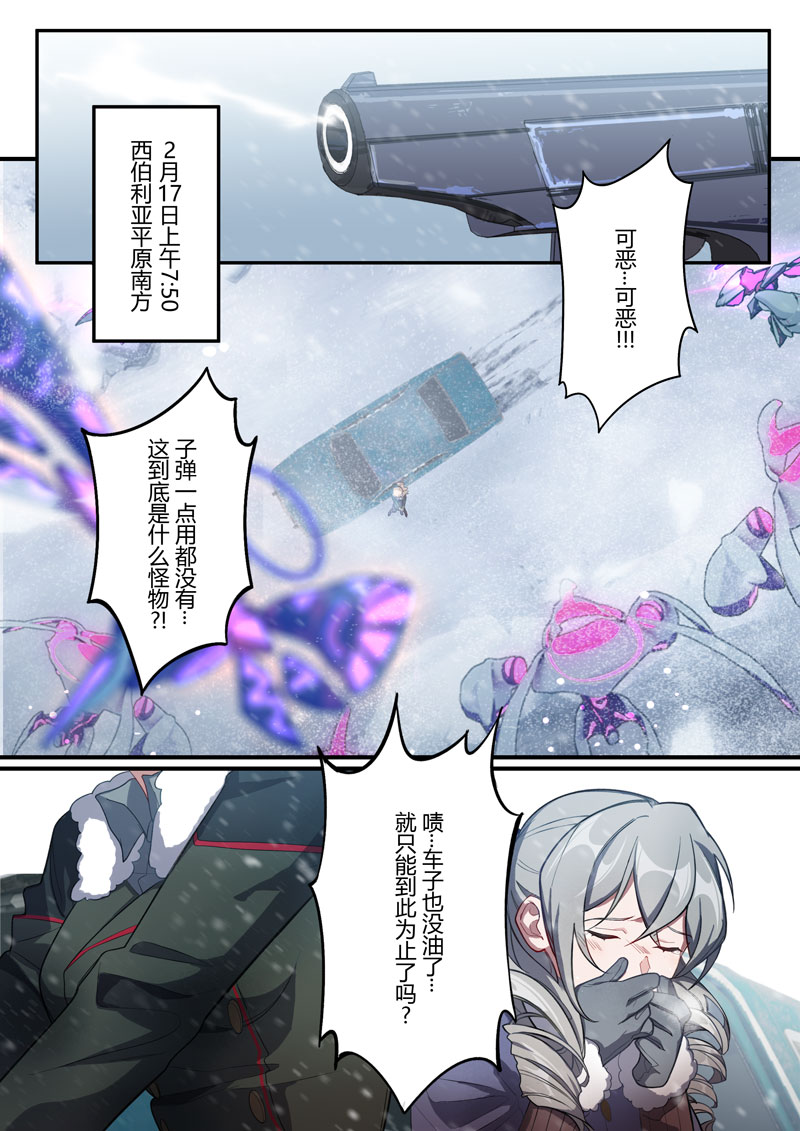 2月17日上午7:50
西伯利亚平原南方
可恶…可恶!!!
子弹一点用都没有…
这到底是什么怪物?!
啧…车子也没油了…
就只能到此为止了吗?